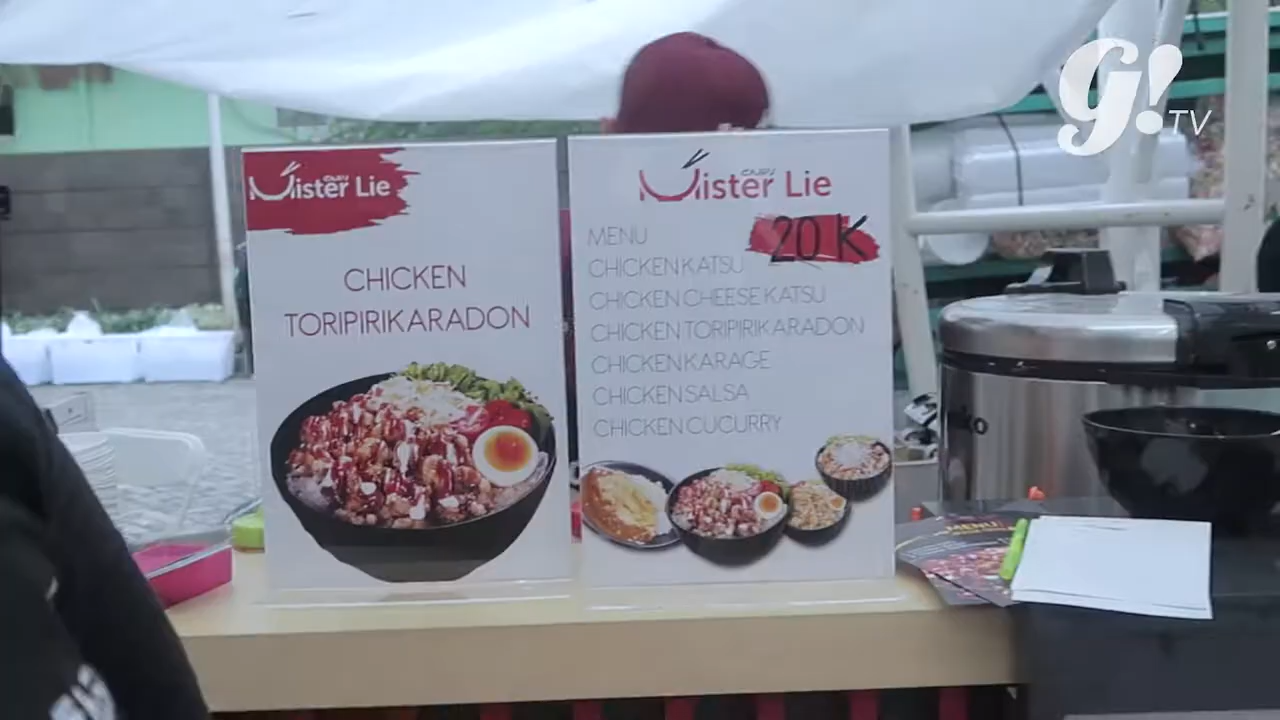 g! TV
Mister Lie
CHICKEN
TORIPIRIKARADON
Mister Lie
MENU
20 K
CHICKEN KATSU
CHICKEN CHEESE KATSU
CHICKEN TORIPIRIKARADON
CHICKEN KARAGE
CHICKEN SALSA
CHICKEN CUCURRY
MENU